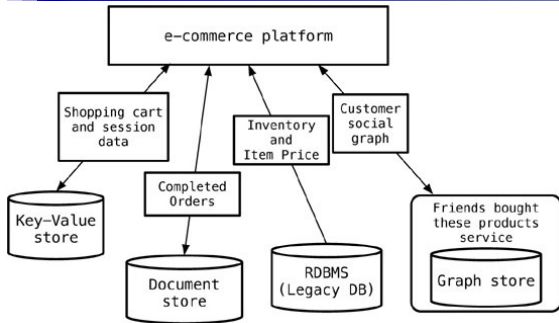 e-commerce platform
Shopping cart
and session
data
Inventory
and
Item Price
Customer
social
graph
Completed
Orders
Key-Value
store
Document
store
RDBMS
(Legacy DB)
Friends bought
these products
service
Graph store